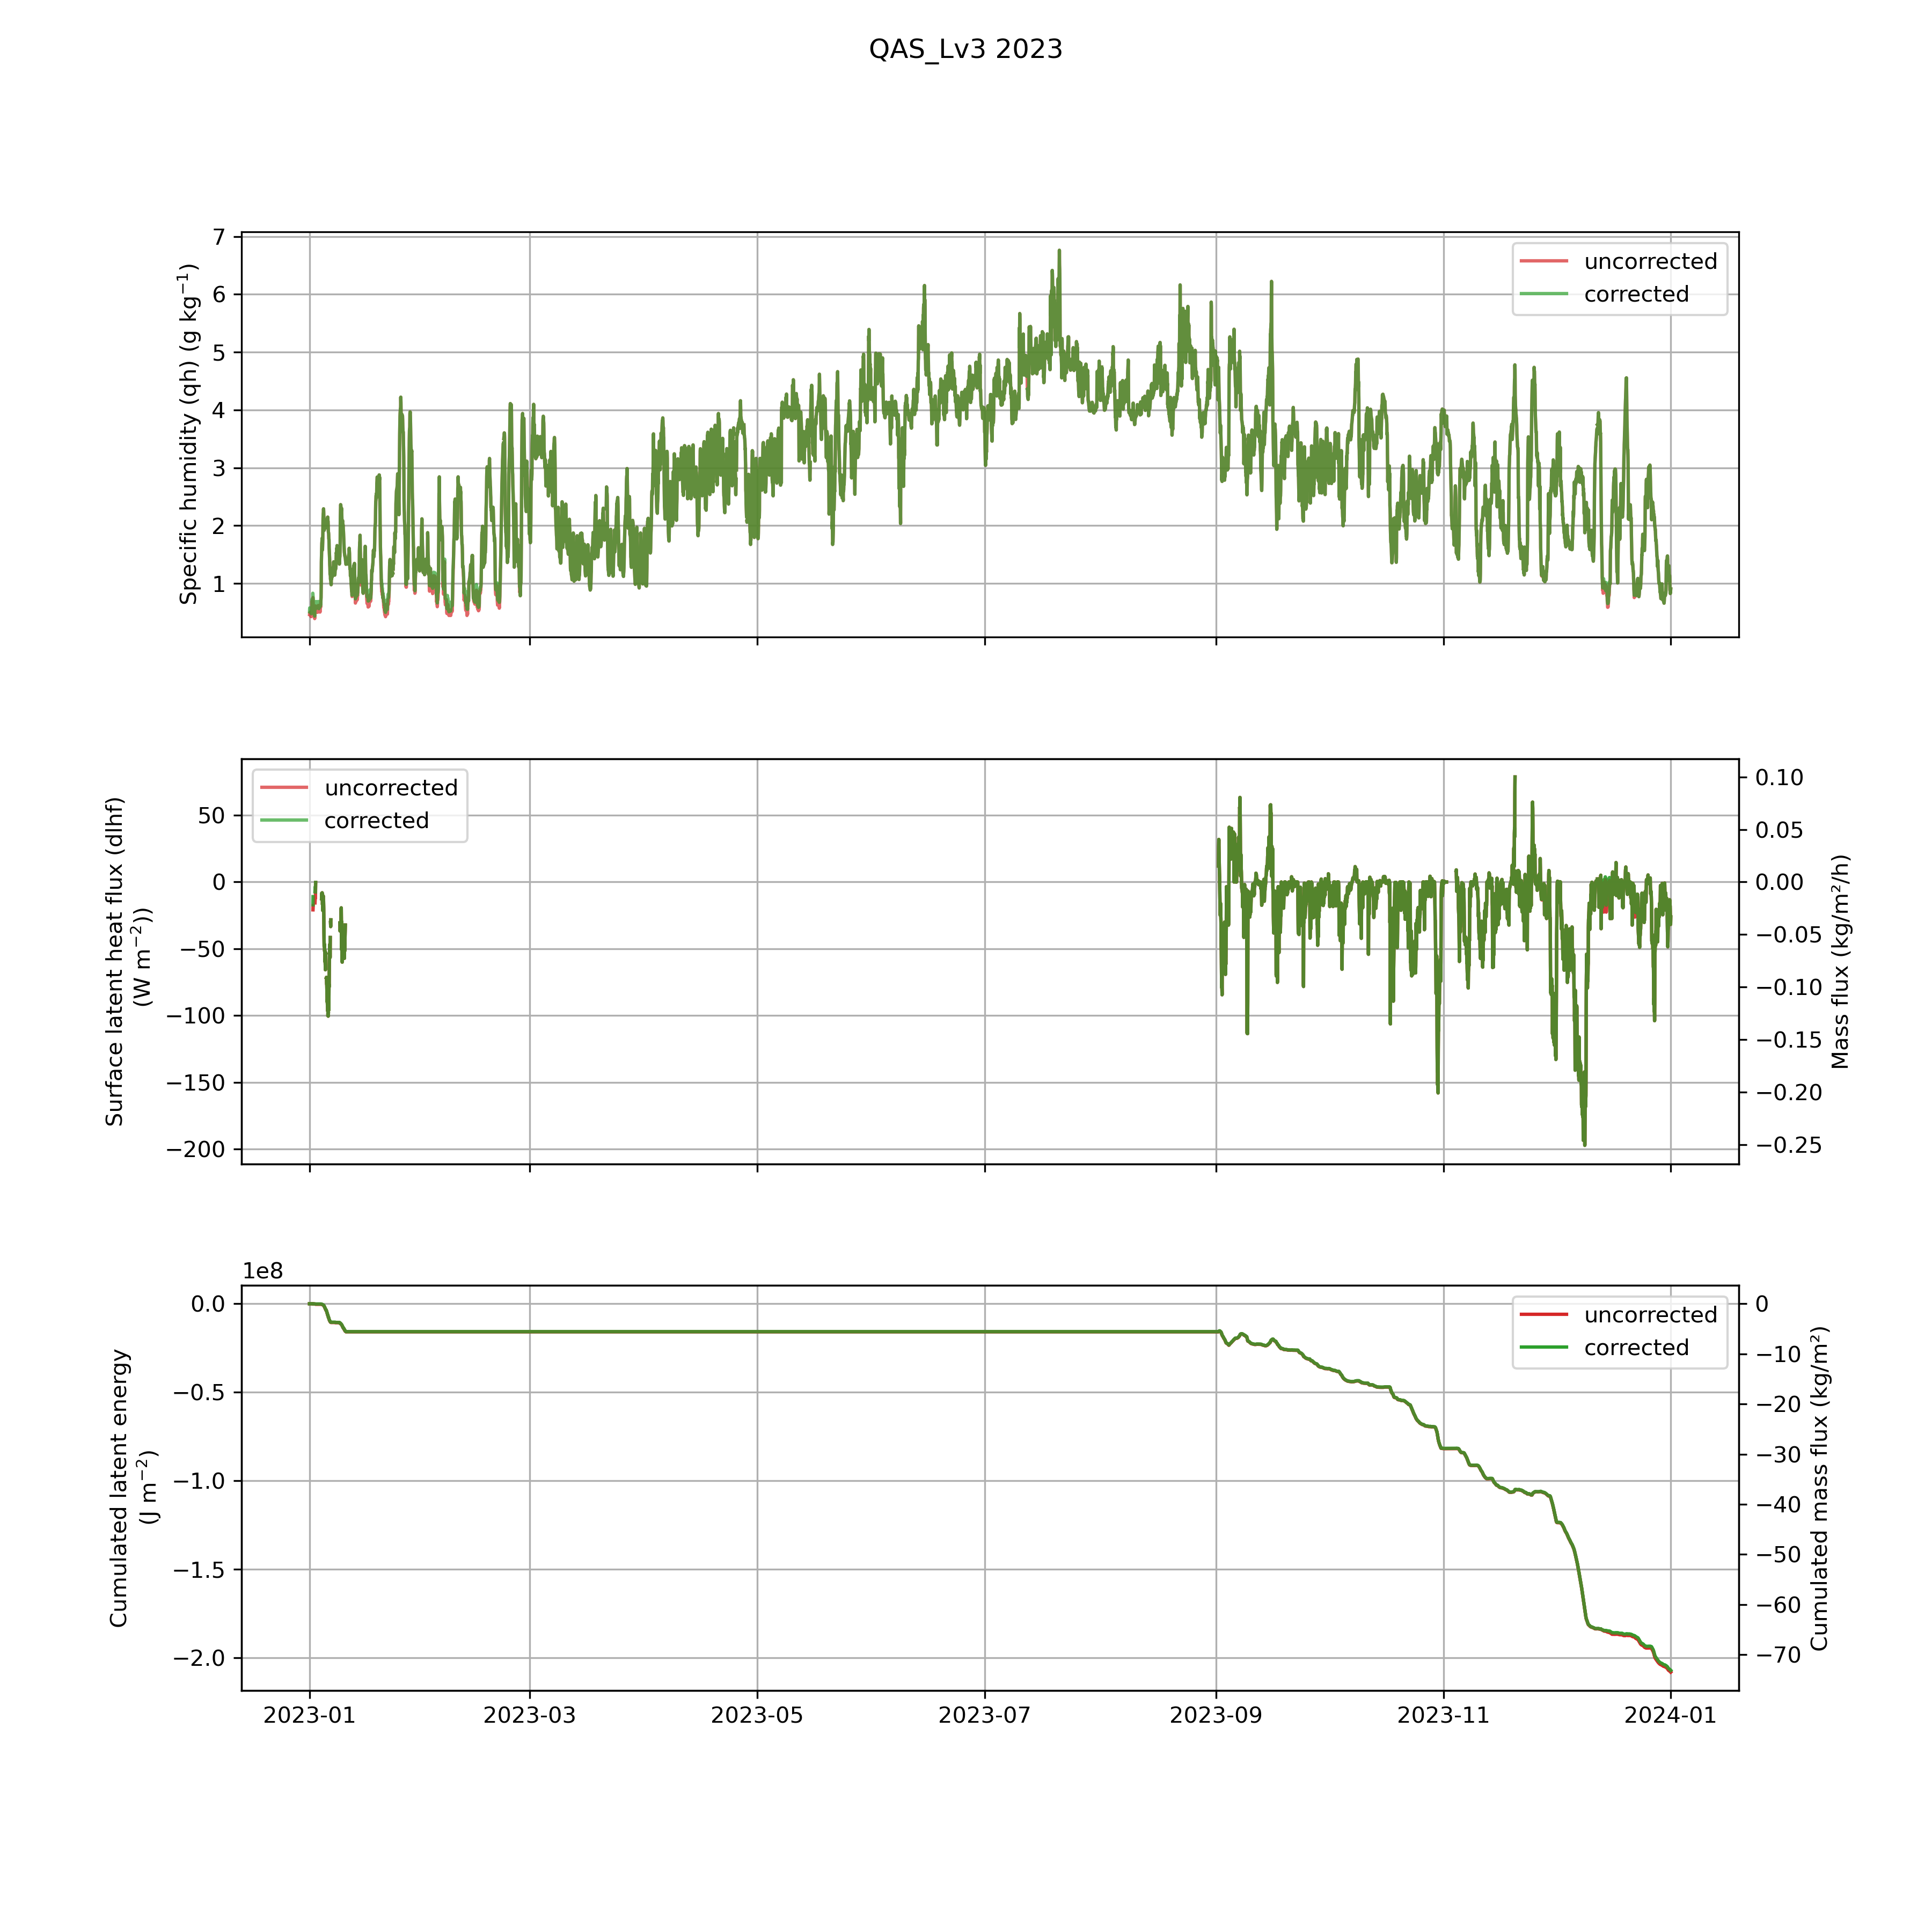 QAS_Lv3 2023
Specific humidity (qh) (g kg⁻¹)
7
6
5
4
3
2
1
uncorrected
corrected
Surface latent heat flux (dlhf)
(W m⁻²))
50
0
−50
−100
−150
−200
uncorrected
corrected
0.10
0.05
0.00
−0.05
−0.10
−0.15
−0.20
−0.25
Mass flux (kg/m²/h)
1e8
Cumulated latent energy
(J m⁻²)
0.0
−0.5
−1.0
−1.5
−2.0
uncorrected
corrected
0
−10
−20
−30
−40
−50
−60
−70
Cumulated mass flux (kg/m²)
2023-01 2023-03 2023-05 2023-07 2023-09 2023-11 2024-01